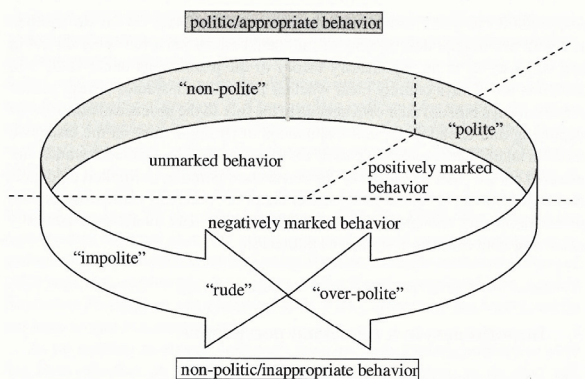 politic/appropriate behavior
“non-polite”
“polite”
unmarked behavior
positively marked
behavior
negatively marked behavior
“impolite”
“rude”
“over-polite”
non-politic/inappropriate behavior